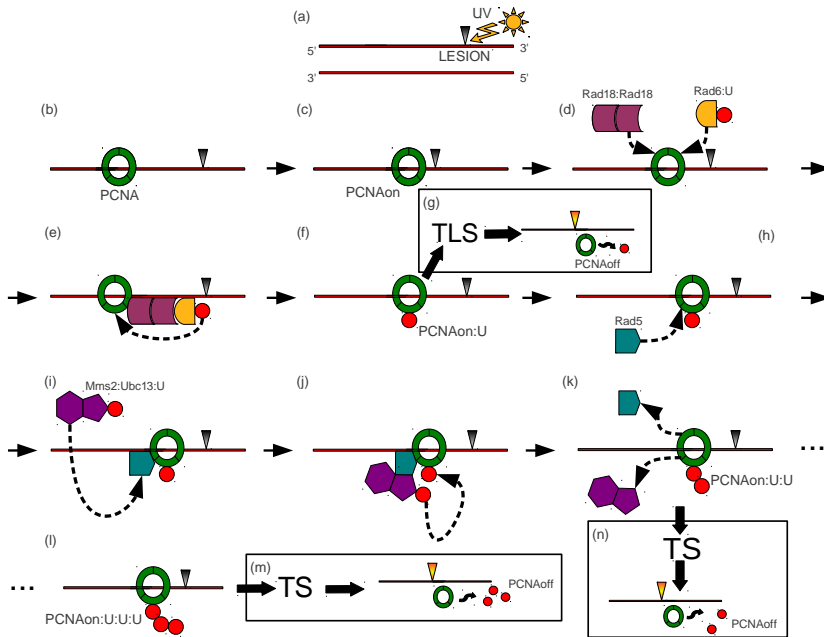 (a)
UV
5'
3'
LESION
3'
5'
(b)
(c)
(d)
Rad18:Rad18
Rad6:U
PCNA
PCNAon
(e)
(f)
(g)
TLS
PCNAoff
(h)
PCNAon:U
Rad5
(i)
Mms2:Ubc13:U
(j)
(k)
PCNAon:U:U
(l)
PCNAon:U:U:U
(m)
TS
PCNAoff
(n)
TS
PCNAoff